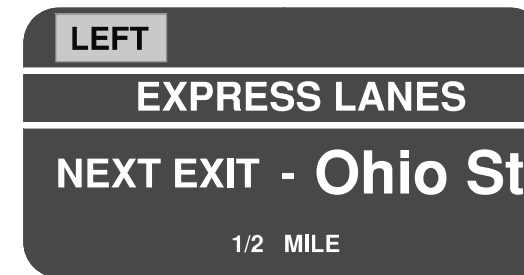 LEFT
EXPRESS LANES
NEXT EXIT - Ohio St
1/2 MILE